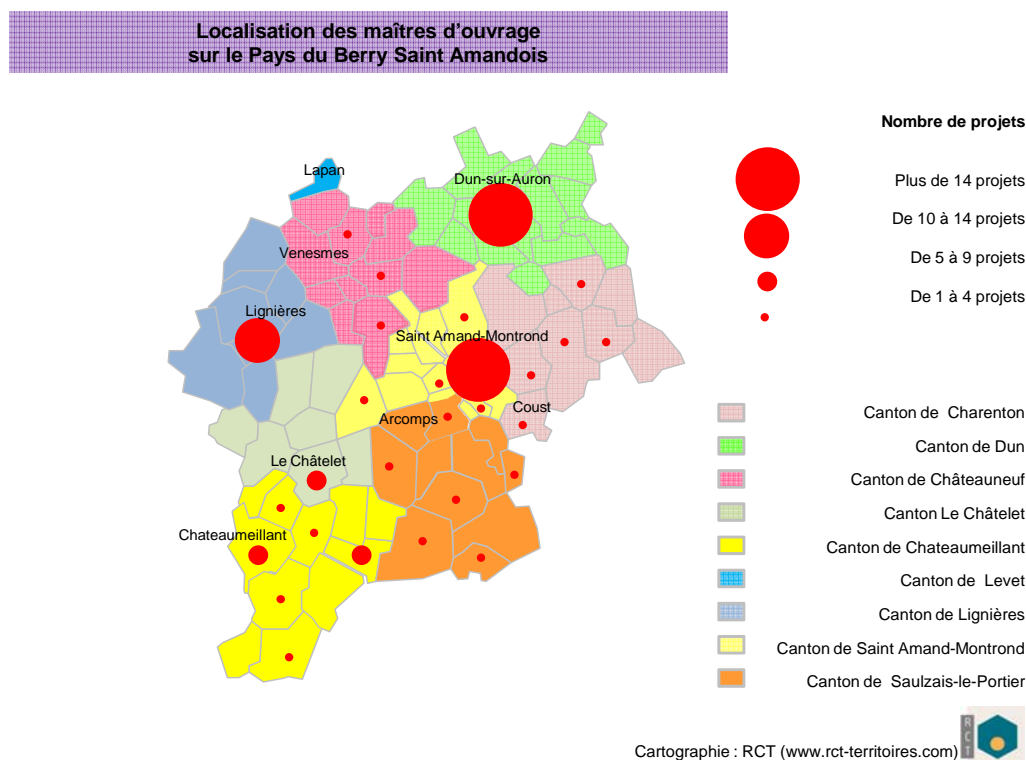 Localisation des maîtres d'ouvrage
sur le Pays du Berry Saint Amandois
Nombre de projets
Plus de 14 projets
De 10 à 14 projets
De 5 à 9 projets
De 1 à 4 projets
Lapan
Dun-sur-Auron
Venesmes
Lignières
Saint Amand-Montrond
Arcomps
Coust
Le Châtelet
Chateaumeillant
Canton de Charenton
Canton de Dun
Canton de Châteauneuf
Canton Le Châtelet
Canton de Chateaumeillant
Canton de Levet
Canton de Lignières
Canton de Saint Amand-Montrond
Canton de Saulzais-le-Portier
Cartographie : RCT (www.rct-territoires.com)
RCT